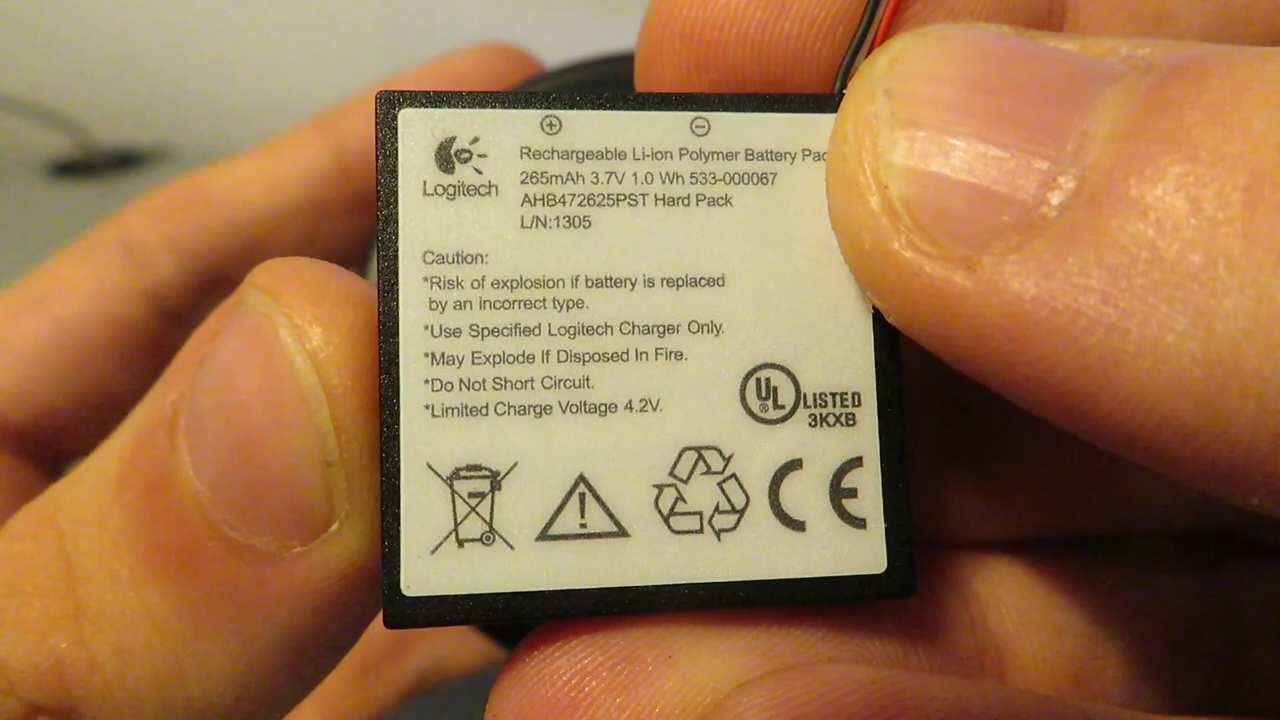 Logitech
Rechargeable Li-ion Polymer Battery
265mAh 3.7V 1.0 Wh 533-000067
AHB472625PST Hard Pack
L/N:1305
Caution:
*Risk of explosion if battery is replaced
by an incorrect type.
*Use Specified Logitech Charger Only.
*May Explode If Disposed In Fire.
*Do Not Short Circuit.
*Limited Charge Voltage 4.2V.
UL
®
LISTED
3KXB
CE